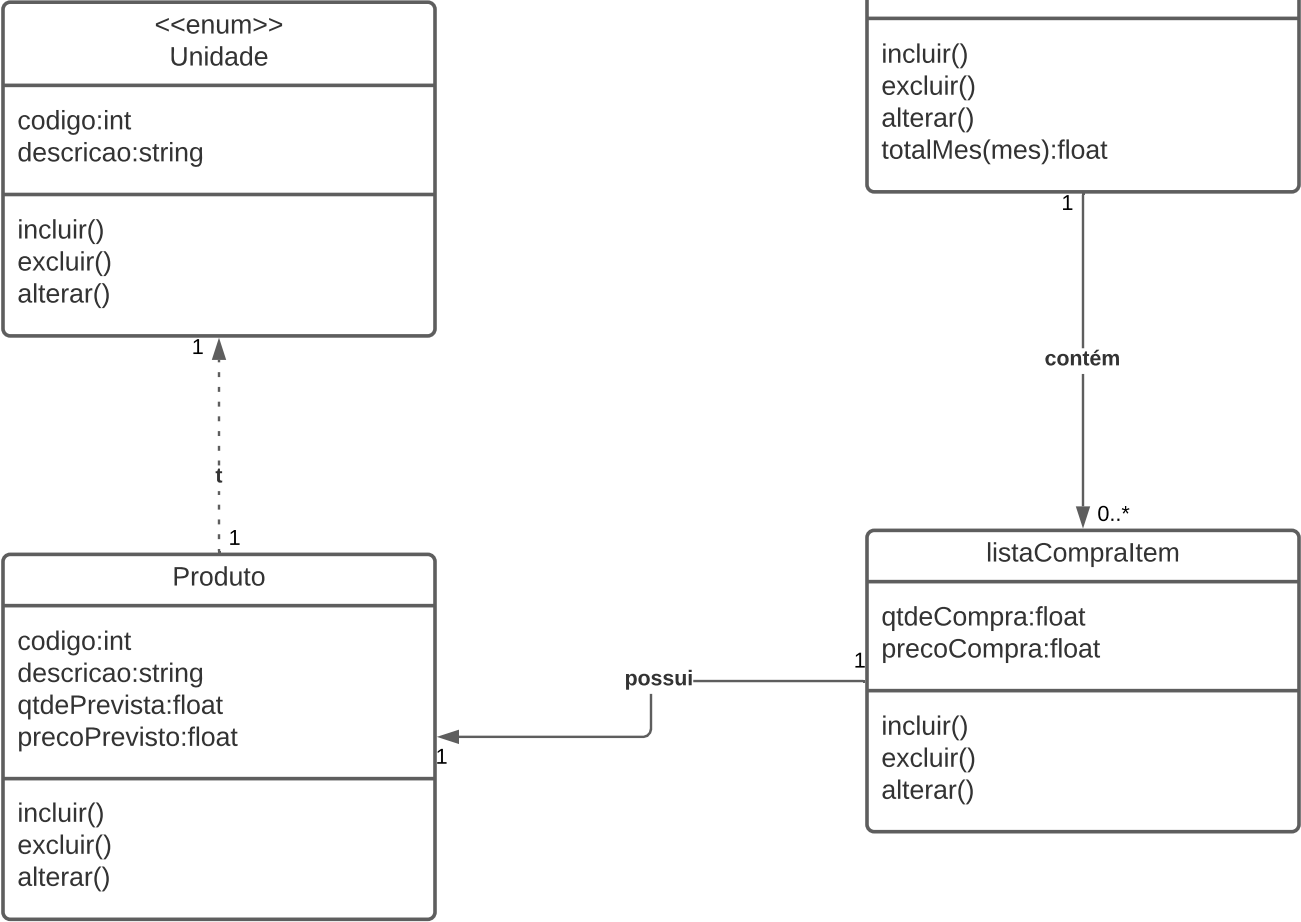 <<enum>>
Unidade
codigo:int
descricao:string
incluir()
excluir()
alterar()
1
t
1
incluir()
excluir()
alterar()
totalMes(mes):float
1
contém
0..*
Produto
codigo:int
descricao:string
qtdePrevista:float
precoPrevisto:float
incluir()
excluir()
alterar()
1
possui
1
listaCompraItem
qtdeCompra:float
precoCompra:float
incluir()
excluir()
alterar()